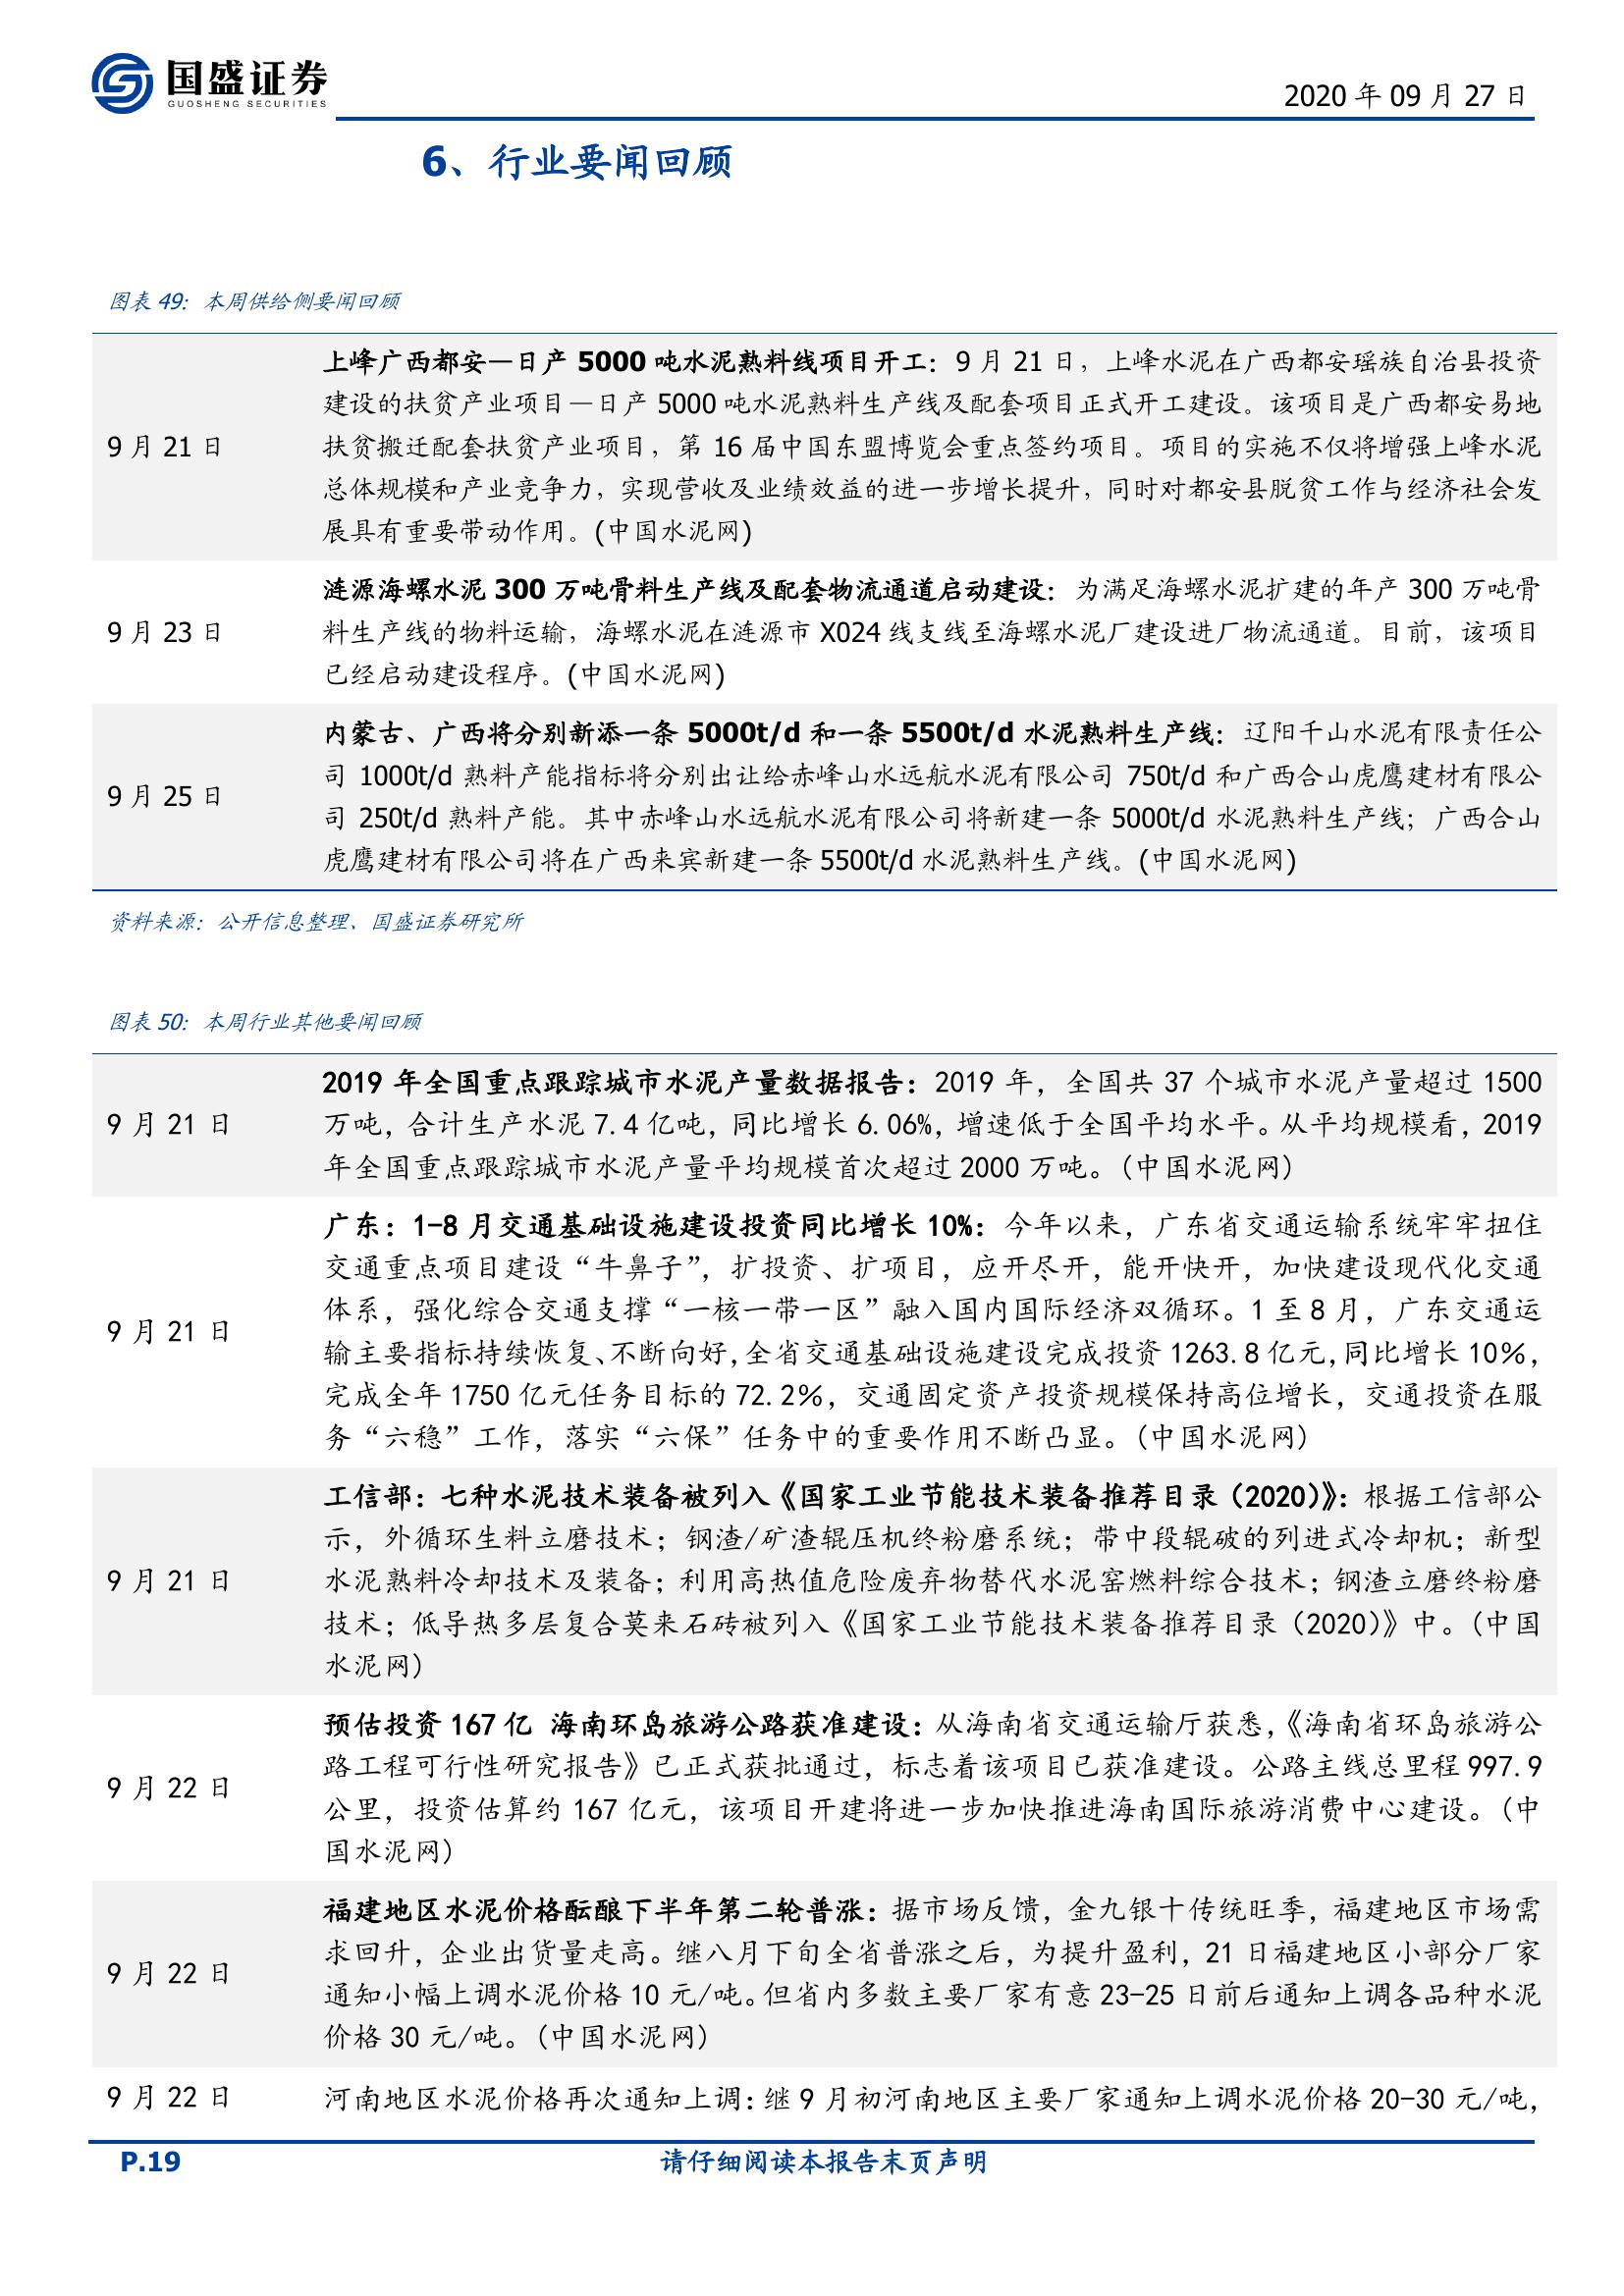 国盛证券
GUOSHENG SECURITIES
2020 年 09 月 27 日
6、行业要闻回顾
图表 49：本周供给侧要闻回顾
9 月 21 日
上峰广西都安—日产 5000 吨水泥熟料线项目开工：9 月 21 日，上峰水泥在广西都安瑶族自治县投资
建设的扶贫产业项目—日产 5000 吨水泥熟料生产线及配套项目正式开工建设。该项目是广西都安易地
扶贫搬迁配套扶贫产业项目，第 16 届中国东盟博览会重点签约项目。项目的实施不仅将增强上峰水泥
总体规模和产业竞争力，实现营收及业绩效益的进一步增长提升，同时对都安县脱贫工作与经济社会发
展具有重要带动作用。(中国水泥网)
9 月 23 日
涟源海螺水泥 300 万吨骨料生产线及配套物流通道启动建设：为满足海螺水泥扩建的年产 300 万吨骨
料生产线的物料运输，海螺水泥在涟源市 X024 线支线至海螺水泥厂建设进厂物流通道。目前，该项目
已经启动建设程序。(中国水泥网)
9 月 25 日
内蒙古、广西将分别新添一条 5000t/d 和一条 5500t/d 水泥熟料生产线：辽阳千山水泥有限责任公
司 1000t/d 熟料产能指标将分别出让给赤峰山水远航水泥有限公司 750t/d 和广西合山虎鹰建材有限公
司 250t/d 熟料产能。其中赤峰山水远航水泥有限公司将新建一条 5000t/d 水泥熟料生产线；广西合山
虎鹰建材有限公司将在广西来宾新建一条 5500t/d 水泥熟料生产线。(中国水泥网)
资料来源：公开信息整理、国盛证券研究所
图表 50：本周行业其他要闻回顾
9 月 21 日
2019 年全国重点跟踪城市水泥产量数据报告：2019 年，全国共 37 个城市水泥产量超过 1500
万吨，合计生产水泥 7.4 亿吨，同比增长 6.06%，增速低于全国平均水平。从平均规模看，2019
年全国重点跟踪城市水泥产量平均规模首次超过 2000 万吨。（中国水泥网）
9 月 21 日
广东：1-8 月交通基础设施建设投资同比增长 10%：今年以来，广东省交通运输系统牢牢扭住
交通重点项目建设“牛鼻子”，扩投资、扩项目，应开尽开，能开快开，加快建设现代化交通
体系，强化综合交通支撑“一核一带一区”融入国内国际经济双循环。1 至 8 月，广东交通运
输主要指标持续恢复、不断向好，全省交通基础设施建设完成投资 1263.8 亿元，同比增长 10%，
完成全年 1750 亿元任务目标的 72.2%，交通固定资产投资规模保持高位增长，交通投资在服
务“六稳”工作，落实“六保”任务中的重要作用不断凸显。（中国水泥网）
9 月 21 日
工信部：七种水泥技术装备被列入《国家工业节能技术装备推荐目录（2020）》：根据工信部公
示，外循环生料立磨技术；钢渣/矿渣辊压机终粉磨系统；带中段辊破的列进式冷却机；新型
水泥熟料冷却技术及装备；利用高热值危险废弃物替代水泥窑燃料综合技术；钢渣立磨终粉磨
技术；低导热多层复合莫来石砖被列入《国家工业节能技术装备推荐目录（2020）》中。（中国
水泥网）
9 月 22 日
预估投资 167 亿 海南环岛旅游公路获准建设：从海南省交通运输厅获悉，《海南省环岛旅游公
路工程可行性研究报告》已正式获批通过，标志着该项目已获准建设。公路主线总里程 997.9
公里，投资估算约 167 亿元，该项目开建将进一步加快推进海南国际旅游消费中心建设。（中
国水泥网）
9 月 22 日
福建地区水泥价格酝酿下半年第二轮普涨：据市场反馈，金九银十传统旺季，福建地区市场需
求回升，企业出货量走高。继八月下旬全省普涨之后，为提升盈利，21 日福建地区小部分厂家
通知小幅上调水泥价格 10 元/吨。但省内多数主要厂家有意 23-25 日前后通知上调各品种水泥
价格 30 元/吨。（中国水泥网）
9 月 22 日
河南地区水泥价格再次通知上调：继 9 月初河南地区主要厂家通知上调水泥价格 20-30 元/吨，
P.19
请仔细阅读本报告末页声明